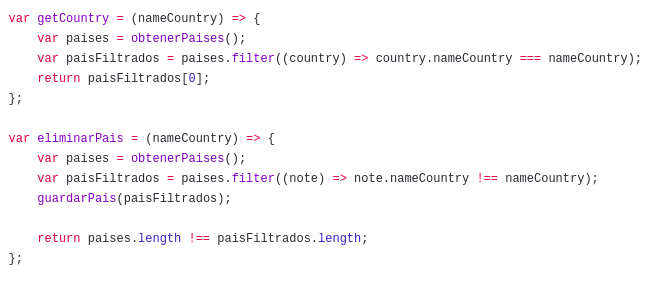 var getCountry = (nameCountry) => {
    var paises = obtenerPaises();
    var paisFiltrados = paises.filter((country) => country.nameCountry === nameCountry);
    return paisFiltrados[0];
};

var eliminarPais = (nameCountry) => {
    var paises = obtenerPaises();
    var paisFiltrados = paises.filter((note) => note.nameCountry !== nameCountry);
    guardarPais(paisFiltrados);

    return paises.length !== paisFiltrados.length;
};